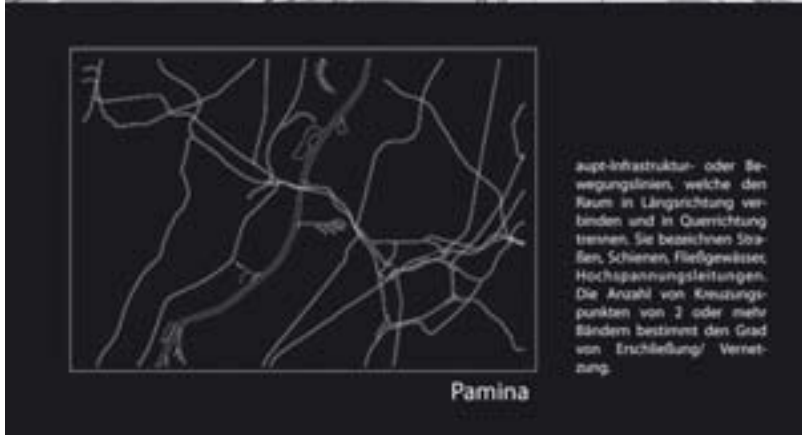 aupt-Infrastruktur- oder Be-
wegungslinien, welche den
Raum in Längsrichtung ver-
binden und in Querrichtung
trennen. Sie bezeichnen Stra-
ßen, Schienen, Fließgewässer,
Hochspannungsleitungen.
Die Anzahl von Kreuzungs-
punkten von 2 oder mehr
Bändern bestimmt den Grad
von Erschließung/ Vernet-
zung.
Pamina